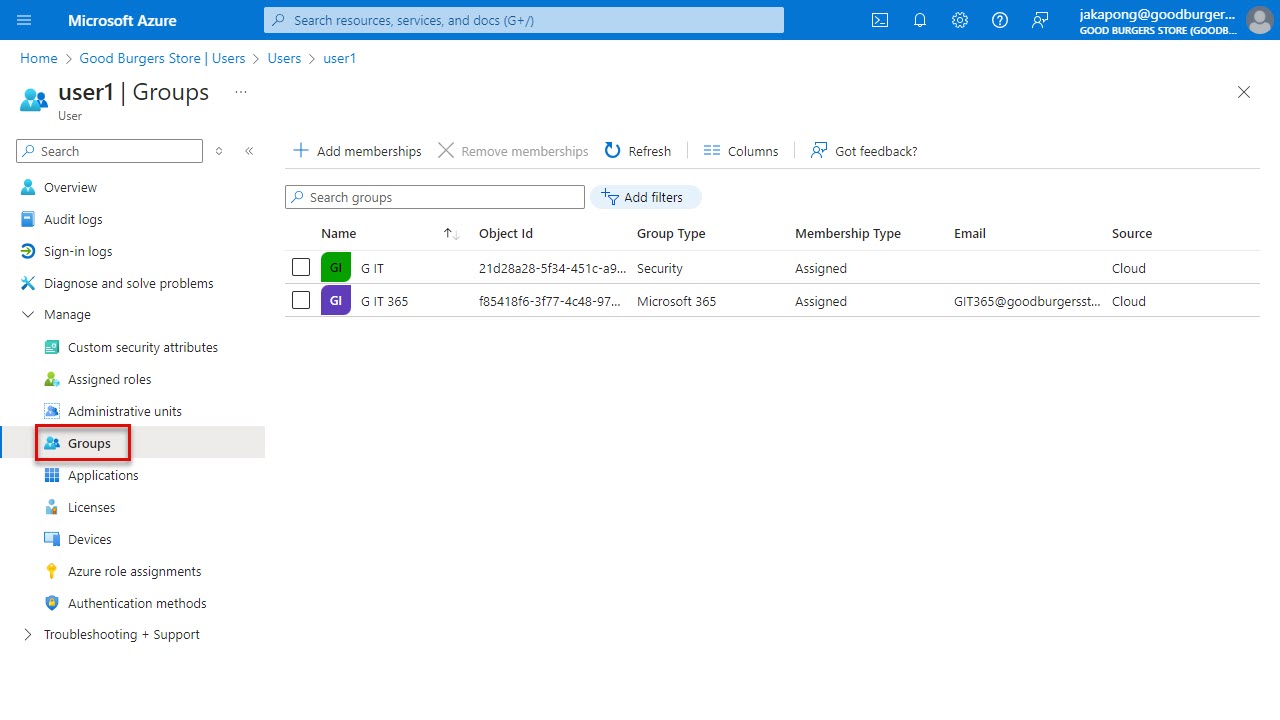 Microsoft Azure
Search resources, services, and docs (G+/)
jakapong@goodburger...
GOOD BURGERS STORE (GOODB...
Home > Good Burgers Store | Users > Users > user1
user1 | Groups ...
User
Search
Overview
Audit logs
Sign-in logs
Diagnose and solve problems
Manage
Custom security attributes
Assigned roles
Administrative units
Groups
Applications
Licenses
Devices
Azure role assignments
Authentication methods
Troubleshooting + Support
Add memberships Remove memberships Refresh Columns Got feedback?
Search groups Add filters
Name Object Id Group Type Membership Type Email Source
GI G IT 21d28a28-5f34-451c-a9... Security Assigned Cloud
GI G IT 365 f85418f6-3f77-4c48-97... Microsoft 365 Assigned GIT365@goodburgersst... Cloud